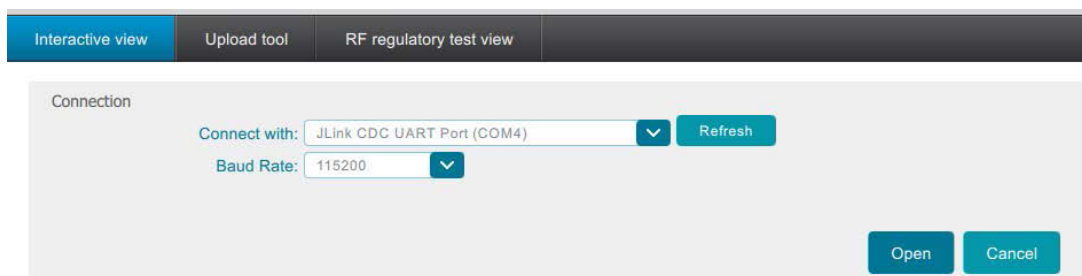 Interactive view Upload tool RF regulatory test view
Connection
Connect with: JLink CDC UART Port (COM4) Refresh
Baud Rate: 115200
Open Cancel